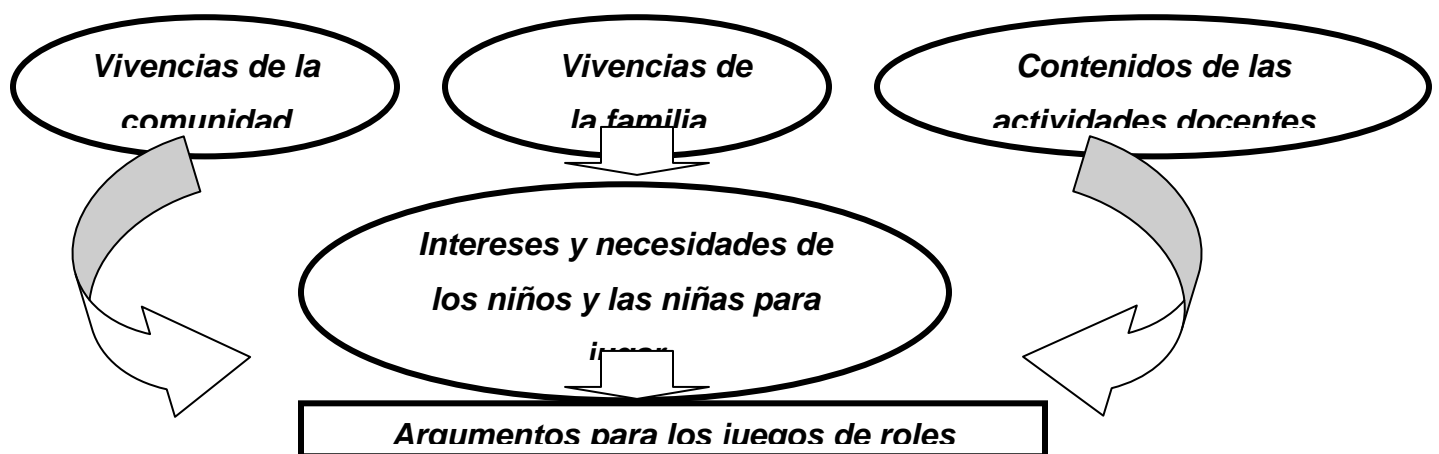 Vivencias de la
comunidad
Vivencias de
la familia
Contenidos de las
actividades docentes
Intereses y necesidades de
los niños y las niñas para
jugar
Argumentos para los juegos de roles